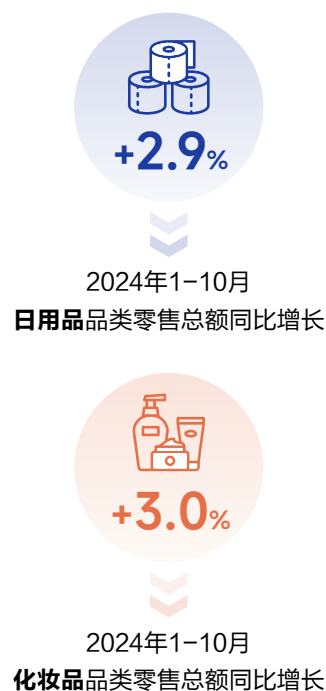 +2.9%
2024年1-10月
日用品品类零售总额同比增长
+3.0%
2024年1-10月
化妆品品类零售总额同比增长